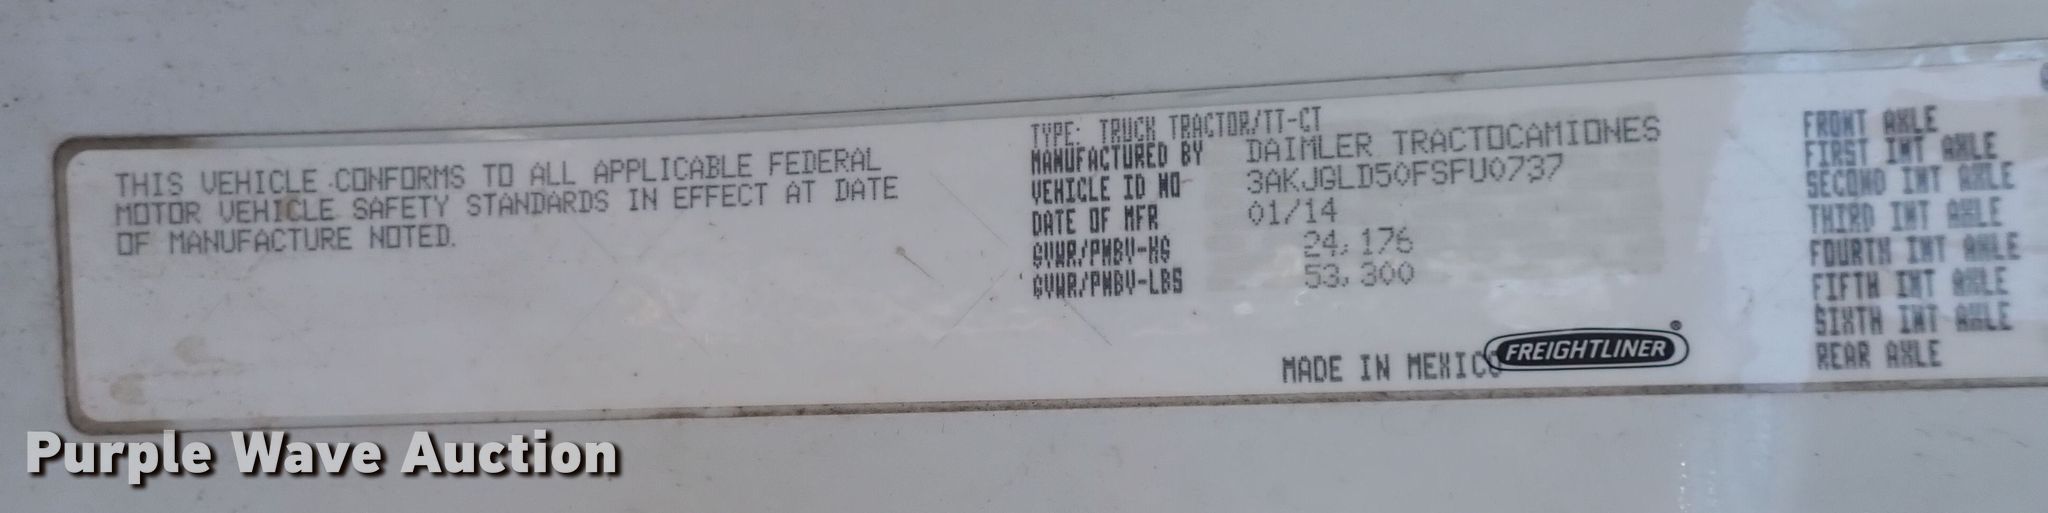 THIS VEHICLE CONFORMS TO ALL APPLICABLE FEDERAL
MOTOR VEHICLE SAFETY STANDARDS IN EFFECT AT DATE
OF MANUFACTURE NOTED.
TYPE: TRUCK TRACTOR/TT-CT
MANUFACTURED BY DAIMLER TRACTOCAMIONES
VEHICLE ID NO 3AKJGLD50FSFU0737
DATE OF MFR 01/14
GVWR/PMBV-KG 24,176
GVWR/PMBV-LBS 53,300
MADE IN MEXICO
FREIGHTLINER®
FRONT AXLE
FIRST INT AXLE
SECOND INT AXLE
THIRD INT AXLE
FOURTH INT AXLE
FIFTH INT AXLE
SIXTH INT AXLE
REAR AXLE
Purple Wave Auction